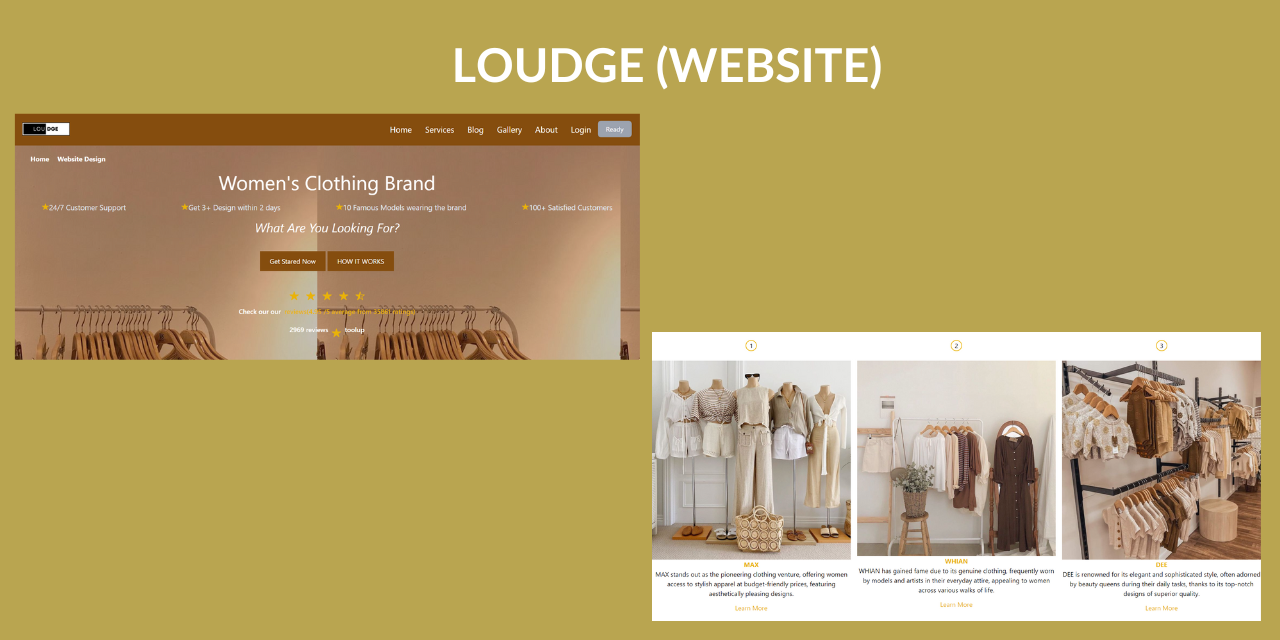 LOUDGE (WEBSITE)
LOUDGE
Home Services Blog Gallery About Login Ready
Home Website Design
Women's Clothing Brand
24/7 Customer Support Get 3+ Design within 2 days 10 Famous Models wearing the brand 100+ Satisfied Customers
What Are You Looking For?
Get Stared Now HOW IT WORKS
Check our our
2969 reviews toolup
1 2 3
MAX
MAX stands out as the pioneering clothing venture, offering women
access to stylish apparel at budget-friendly prices, featuring
aesthetically pleasing designs.
Learn More
WHIAN
WHIAN has gained fame due to its genuine clothing, frequently worn
by models and artists in their everyday attire, appealing to women
across various walks of life.
Learn More
DEE
DEE is renowned for its elegant and sophisticated style, often adorned
by beauty queens during their daily tasks, thanks to its top-notch
designs of superior quality.
Learn More